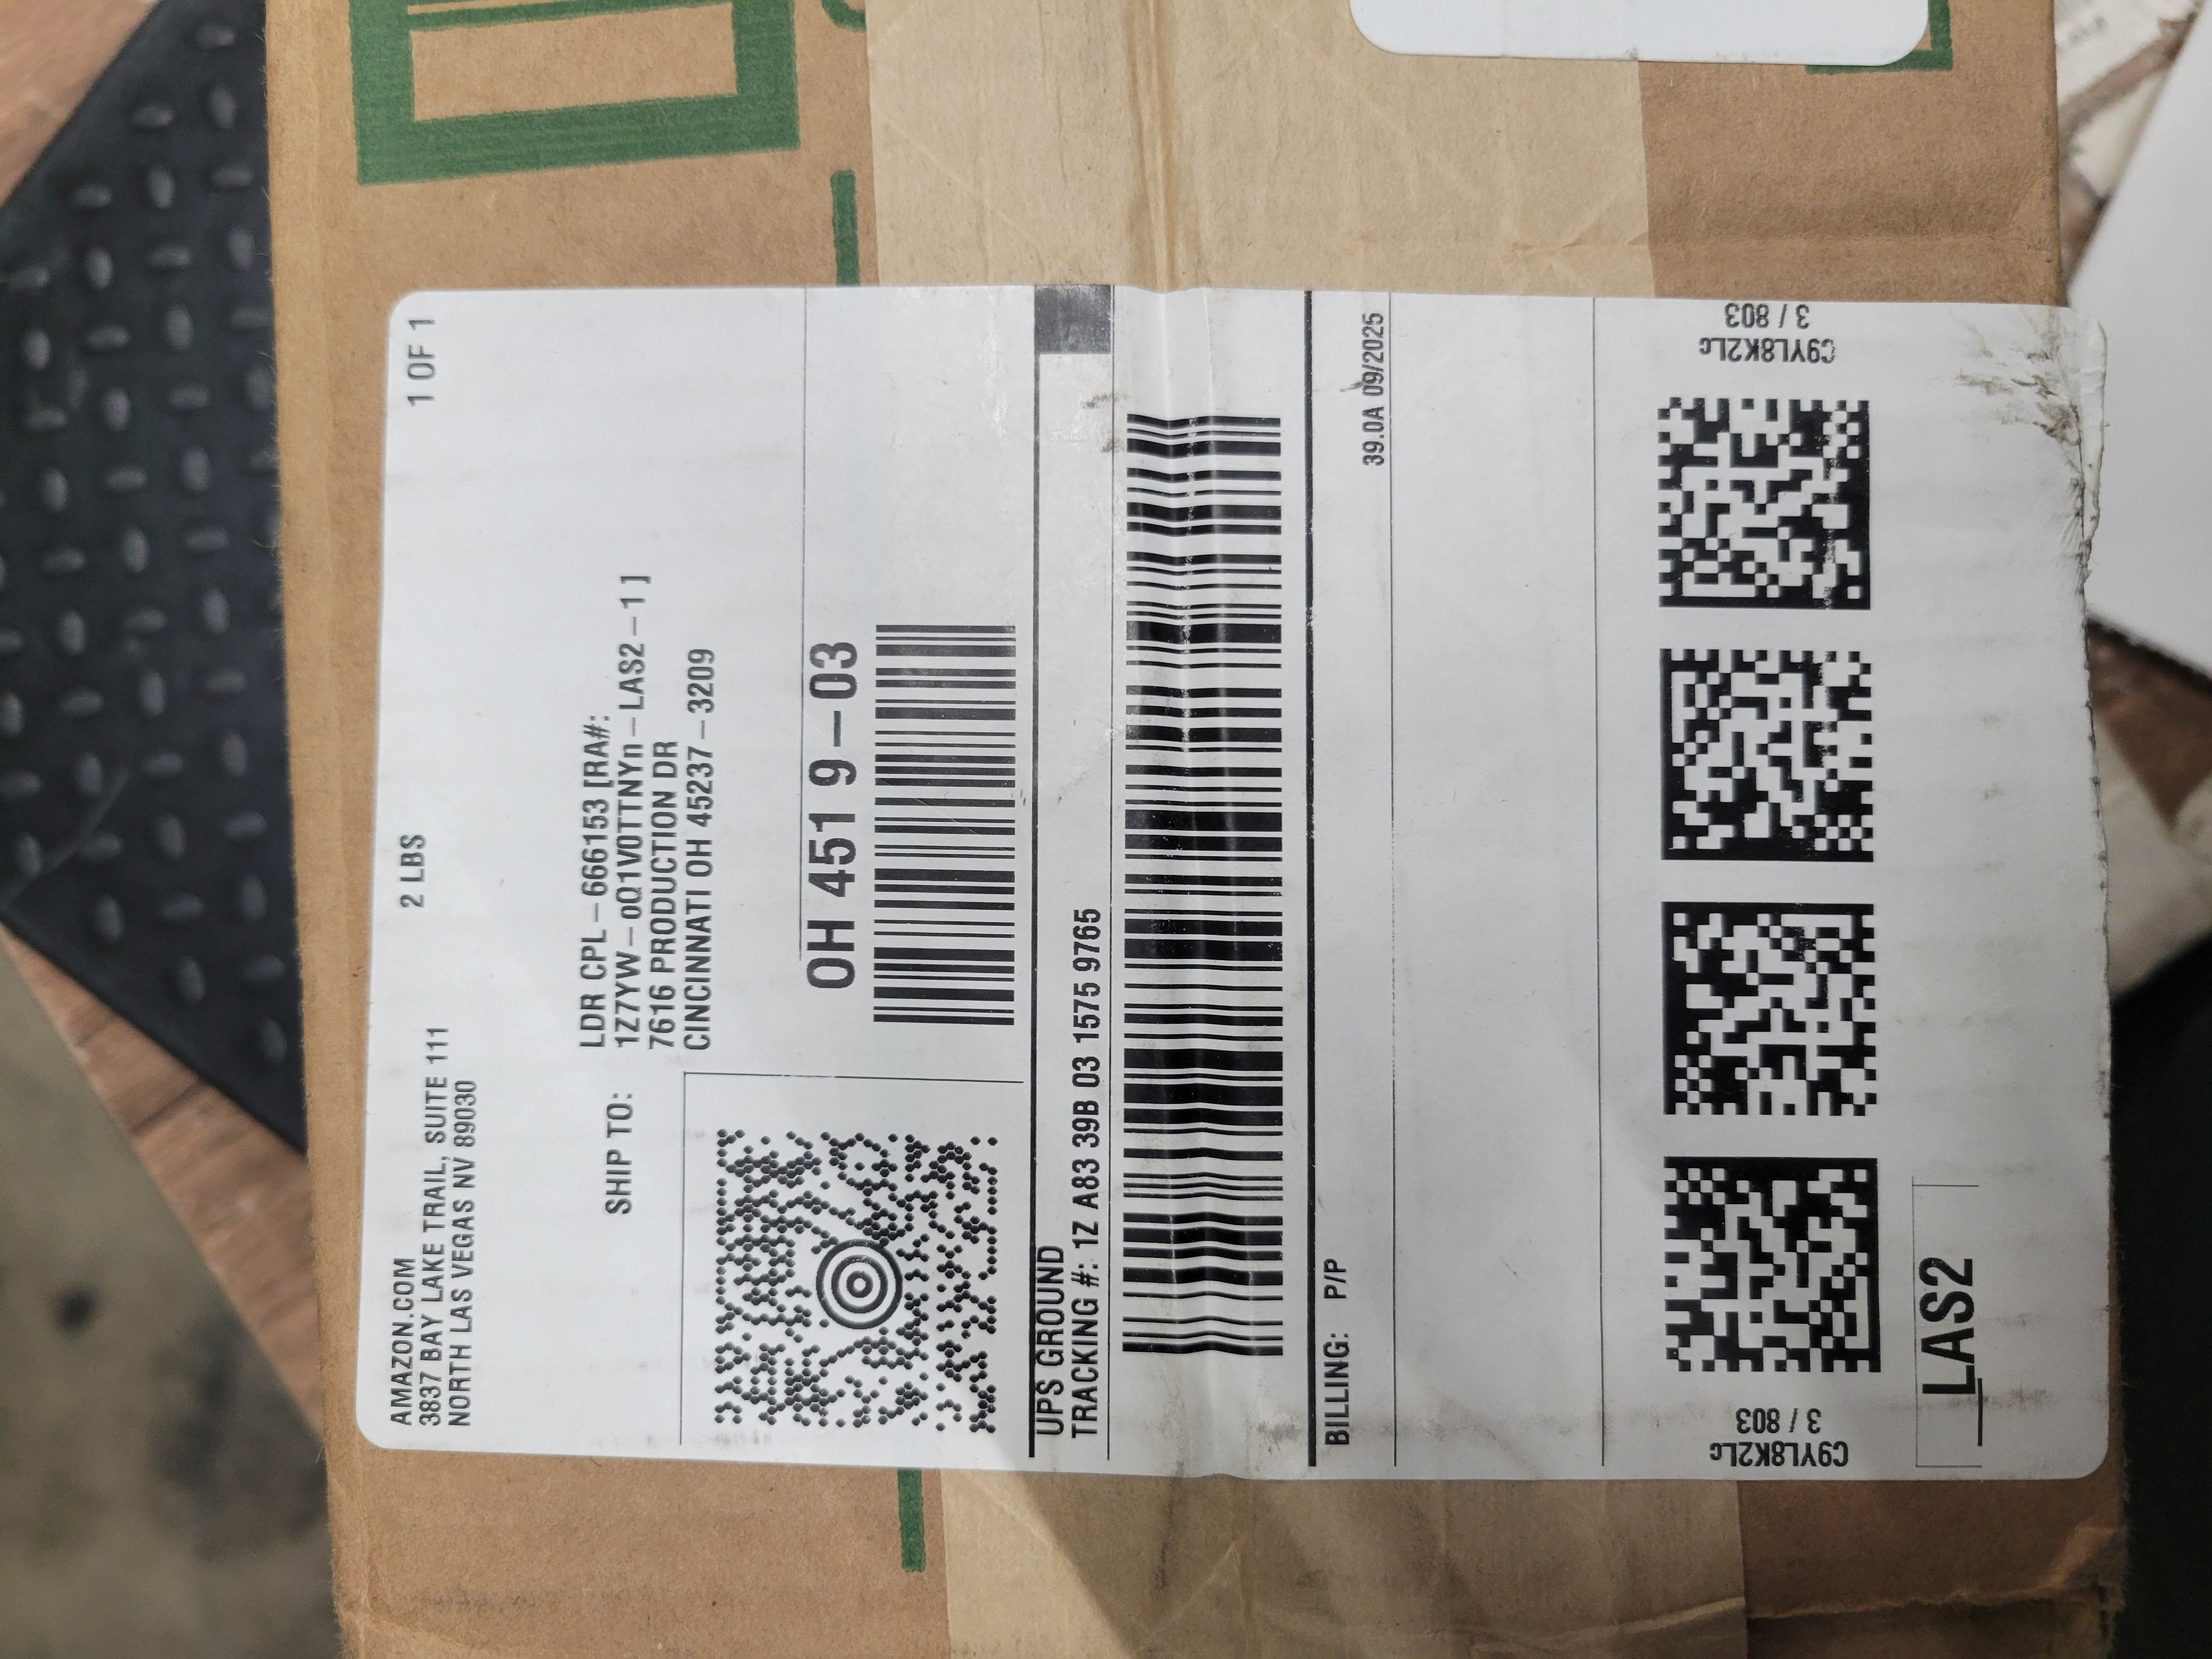 AMAZON.COM
3837 BAY LAKE TRAIL, SUITE 111
NORTH LAS VEGAS NV 89030
2 LBS
1 OF 1
SHIP TO:
LDR CPL-666153 [RA#:
1Z7YW-oQ1V0TTNYn-LAS2-1]
7616 PRODUCTION DR
CINCINNATI OH 45237-3209
OH 451 9-03
UPS GROUND
TRACKING #: 1Z A83 39B 03 1575 9765
BILLING: P/P
39.0A 09/2025
C9YL8K2Lc
3 / 803
C9YL8K2Lc
3 / 803
LAS2